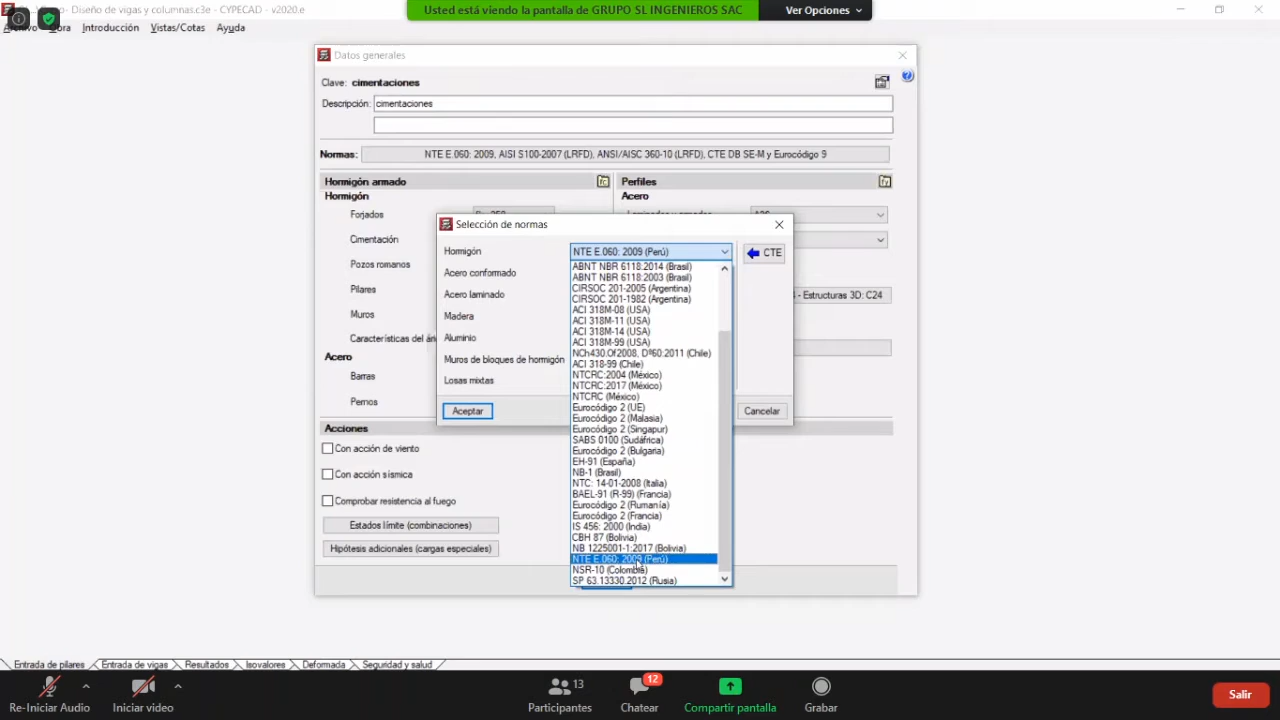 Diseño de vigas y columnas.c3e - CYPECAD - v2020.e
Usted está viendo la pantalla de GRUPO SL INGENIEROS SAC
Ver Opciones
Introducción
Vistas/Cotas
Ayuda
Datos generales
Clave: cimentaciones
Descripción: cimentaciones
Normas: NTE E.060: 2009, AISI S100-2007 (LRFD), ANSI/AISC 360-10 (LRFD), CTE DB SE-M y Eurocódigo 9
Hormigón armado
Perfiles
Hormigón
Acero
Forjados
Cimentación
Pozos romanos
Pilares
Muros
Acero
Barras
Pernos
- Estructuras 3D: C24
Selección de normas
Hormigón NTE E.060: 2009 (Perú)
CTE
Acero conformado
Acero laminado
Madera
Aluminio
Muros de bloques de hormigón
Losas mixtas
Aceptar
Cancelar
ABNT NBR 6118:2014 (Brasil)
ABNT NBR 6118:2003 (Brasil)
CIRSOC 201-2005 (Argentina)
CIRSOC 201-1982 (Argentina)
ACI 318M-08 (USA)
ACI 318M-11 (USA)
ACI 318M-14 (USA)
ACI 318M-99 (USA)
NCh430.Of2008, Dº60:2011 (Chile)
ACI 318-99 (Chile)
NTCRC:2004 (México)
NTCRC:2017 (México)
NTCRC (México)
Eurocódigo 2 (UE)
Eurocódigo 2 (Malasia)
Eurocódigo 2 (Singapur)
SABS 0100 (Sudáfrica)
Eurocódigo 2 (Bulgaria)
EH-91 (España)
NB-1 (Brasil)
NTC: 14-01-2008 (Italia)
BAEL-91 (R-99) (Francia)
Eurocódigo 2 (Rumanía)
Eurocódigo 2 (Francia)
IS 456: 2000 (India)
CBH 87 (Bolivia)
NB 1225001-1:2017 (Bolivia)
NTE E.060: 2009 (Perú)
NSR-10 (Colombia)
SP 63.13330.2012 (Rusia)
Acciones
Con acción de viento
Con acción sísmica
Comprobar resistencia al fuego
Estados límite (combinaciones)
Hipótesis adicionales (cargas especiales)
Entrada de pilares
Entrada de vigas
Resultados
Isovalores
Deformada
Seguridad y salud
Re-Iniciar Audio
Iniciar video
13
Participantes
12
Chatear
Compartir pantalla
Grabar
Salir